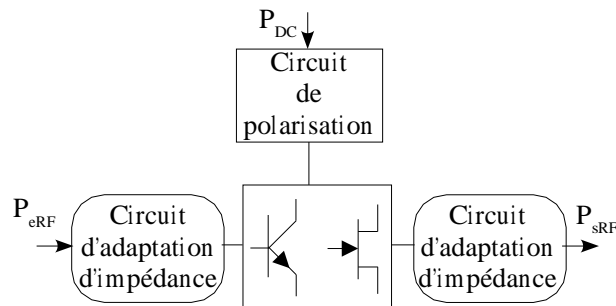 P_DC
Circuit
de
polarisation
P_eRF
Circuit
d'adaptation
d'impédance
Circuit
d'adaptation
d'impédance
P_sRF